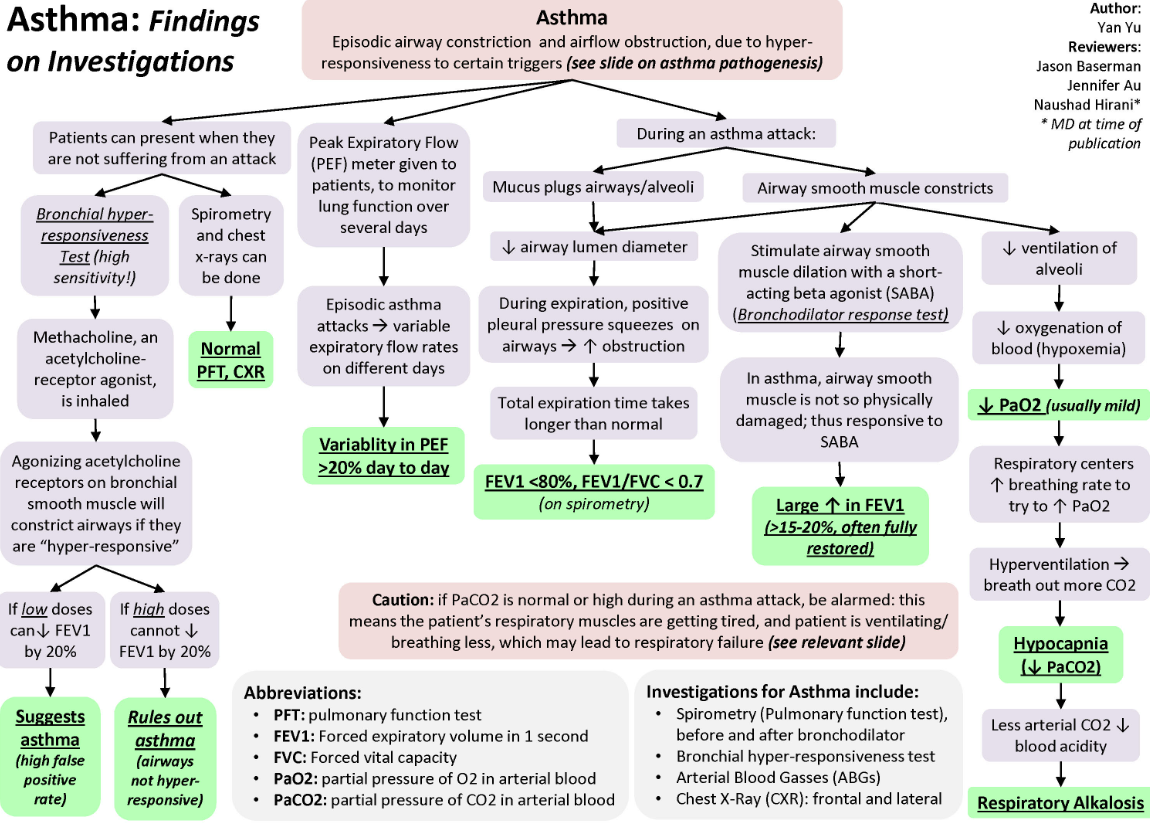 Asthma: Findings
on Investigations
Asthma
Episodic airway constriction and airflow obstruction, due to hyper-
responsiveness to certain triggers (see slide on asthma pathogenesis)
Author:
Yan Yu
Reviewers:
Jason Baserman
Jennifer Au
Naushad Hirani*
* MD at time of
publication
Patients can present when they
are not suffering from an attack
Bronchial hyper-
responsiveness
Test (high
sensitivity!)
Methacholine, an
acetylcholine-
receptor agonist,
is inhaled
Agonizing acetylcholine
receptors on bronchial
smooth muscle will
constrict airways if they
are “hyper-responsive”
If low doses
can↓ FEV1
by 20%
Suggests
asthma
(high false
positive
rate)
If high doses
cannot ↓
FEV1 by 20%
Rules out
asthma
(airways
not hyper-
responsive)
Spirometry
and chest
x-rays can
be done
Normal
PFT, CXR
Peak Expiratory Flow
(PEF) meter given to
patients, to monitor
lung function over
several days
Episodic asthma
attacks → variable
expiratory flow rates
on different days
Variablity in PEF
>20% day to day
During an asthma attack:
Mucus plugs airways/alveoli
Airway smooth muscle constricts
↓ airway lumen diameter
During expiration, positive
pleural pressure squeezes on
airways → ↑ obstruction
Total expiration time takes
longer than normal
FEV1 <80%, FEV1/FVC < 0.7
(on spirometry)
Stimulate airway smooth
muscle dilation with a short-
acting beta agonist (SABA)
(Bronchodilator response test)
In asthma, airway smooth
muscle is not so physically
damaged; thus responsive to
SABA
Large ↑ in FEV1
(>15-20%, often fully
restored)
↓ ventilation of
alveoli
↓ oxygenation of
blood (hypoxemia)
↓ PaO2 (usually mild)
Respiratory centers
↑ breathing rate to
try to ↑ PaO2
Hyperventilation →
breath out more CO2
Hypocapnia
(↓ PaCO2)
Less arterial CO2 ↓
blood acidity
Respiratory Alkalosis
Caution: if PaCO2 is normal or high during an asthma attack, be alarmed: this
means the patient’s respiratory muscles are getting tired, and patient is ventilating/
breathing less, which may lead to respiratory failure (see relevant slide)
Abbreviations:
• PFT: pulmonary function test
• FEV1: Forced expiratory volume in 1 second
• FVC: Forced vital capacity
• PaO2: partial pressure of O2 in arterial blood
• PaCO2: partial pressure of CO2 in arterial blood
Investigations for Asthma include:
• Spirometry (Pulmonary function test),
before and after bronchodilator
• Bronchial hyper-responsiveness test
• Arterial Blood Gasses (ABGs)
• Chest X-Ray (CXR): frontal and lateral